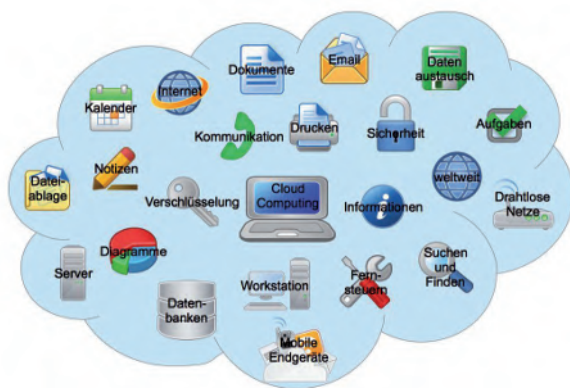 Dokumente
Email
Daten
austausch
Internet
Kalender
Kommunikation
Drucken
Sicherheit
Aufgaben
Notizen
Datei-
ablage
Verschlüsselung
Cloud
Computing
Informationen
weltweit
Drahtlose
Netze
Server
Diagramme
Daten-
banken
Workstation
Fern-
steuern
Suchen
und
Finden
Mobile
Endgeräte